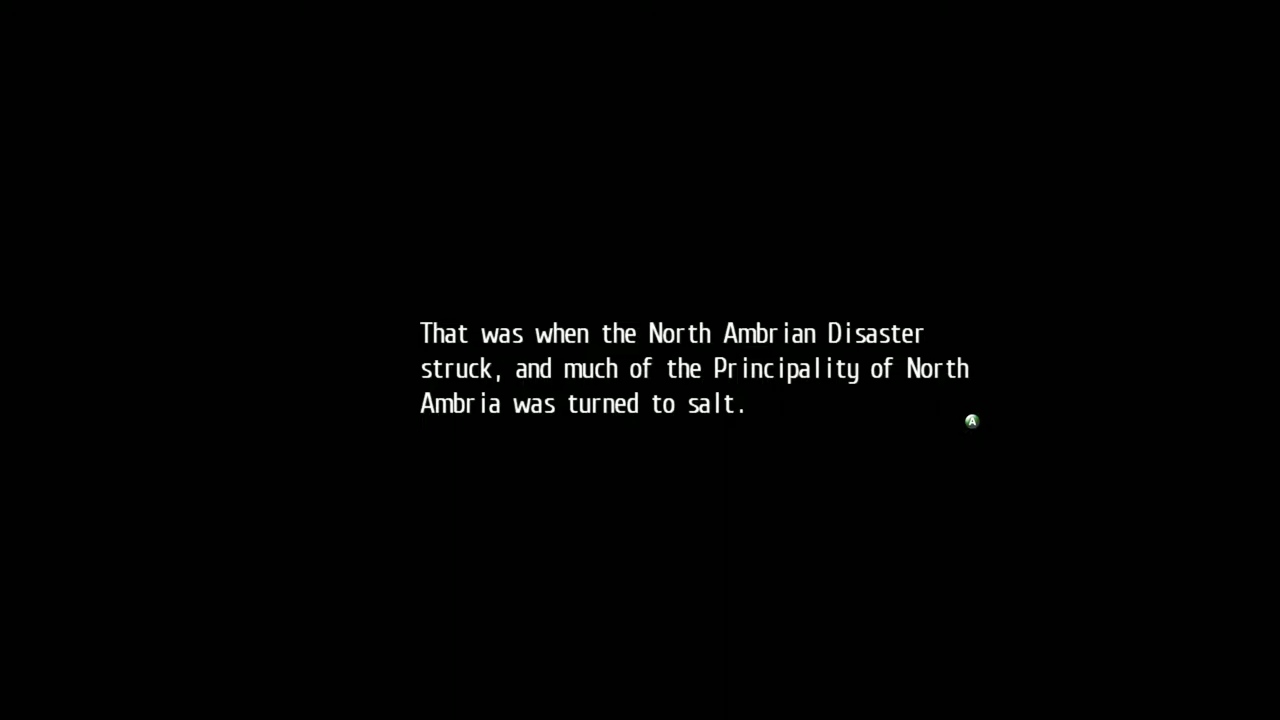 That was when the North Ambrian Disaster
struck, and much of the Principality of North
Ambria was turned to salt.
A